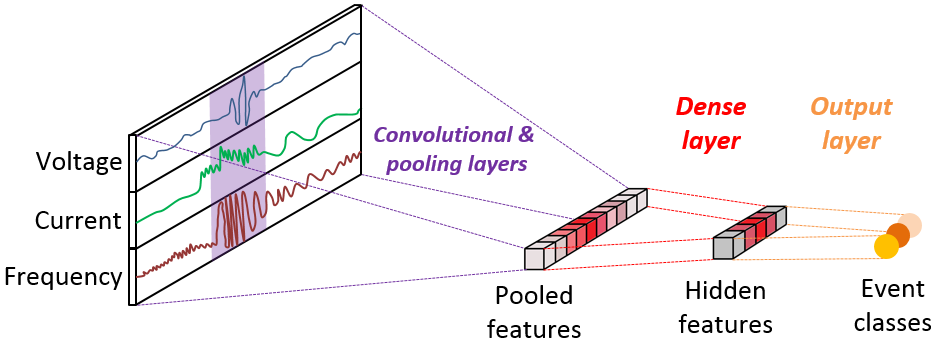 Voltage
Current
Frequency
Convolutional &
pooling layers
Dense
layer
Output
layer
Pooled
features
Hidden
features
Event
classes